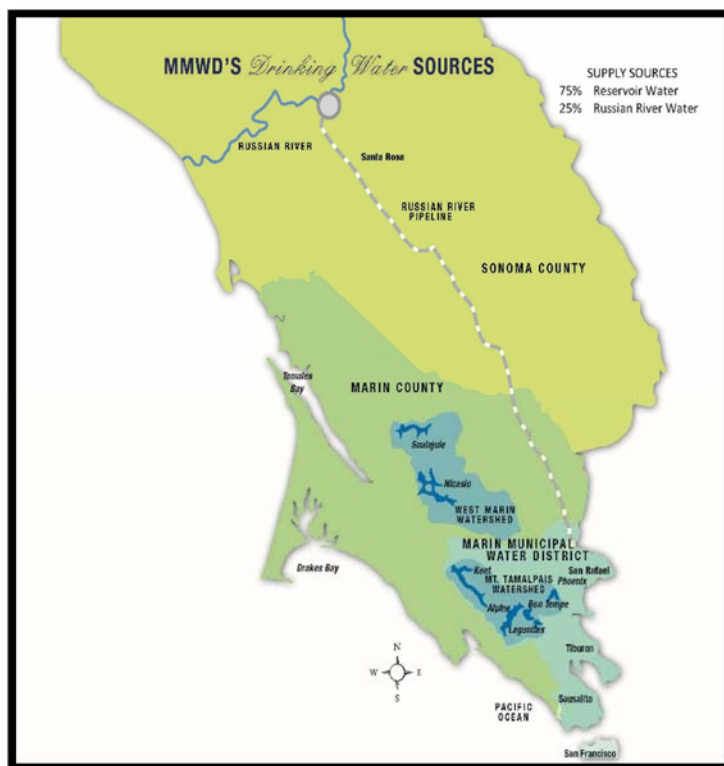 MMWD'S Drinking Water SOURCES
SUPPLY SOURCES
75% Reservoir Water
25% Russian River Water
RUSSIAN RIVER
Santa Rosa
RUSSIAN RIVER
PIPELINE
SONOMA COUNTY
Tomales
Bay
MARIN COUNTY
Soulajule
Nicasio
WEST MARIN
WATERSHED
MARIN MUNICIPAL
WATER DISTRICT
Drakes Bay
Kent
San Rafael
MT. TAMALPAIS
WATERSHED
Phoenix
Alpine
Bon Tempe
Lagunitas
Tiburon
N
W E
S
Sausalito
PACIFIC
OCEAN
San Francisco